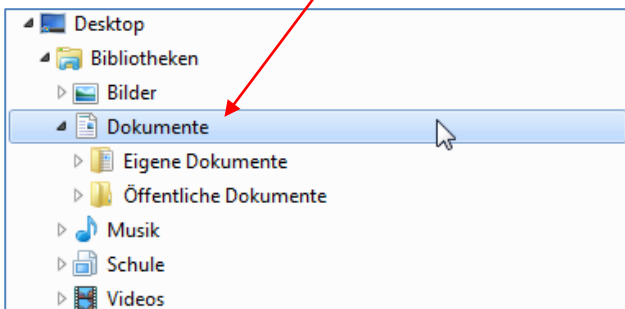 Desktop
Bibliotheken
Bilder
Dokumente
Eigene Dokumente
Öffentliche Dokumente
Musik
Schule
Videos